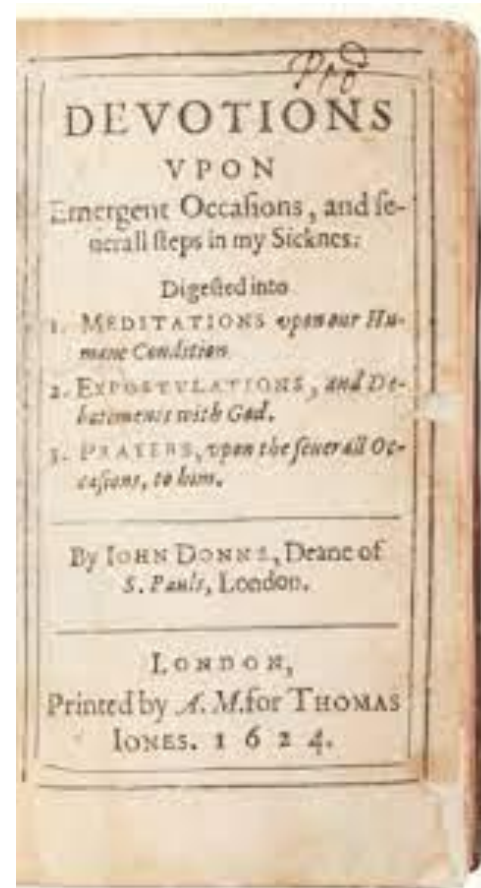 Pro
DEVOTIONS
VPON
Emergent Occaſions, and ſe-
uerall ſteps in my Sicknes:
Digeſted into
1. MEDITATIONS vpon our Hu-
mane Condition.
2. EXPOSTVLATIONS, and De-
batements with God.
3. PRAYERS, vpon the ſeuerall Oc-
caſions, to him.
By IOHN DONNE, Deane of
S. Pauls, London.
LONDON,
Printed by A. M. for THOMAS
IONES. 1624.